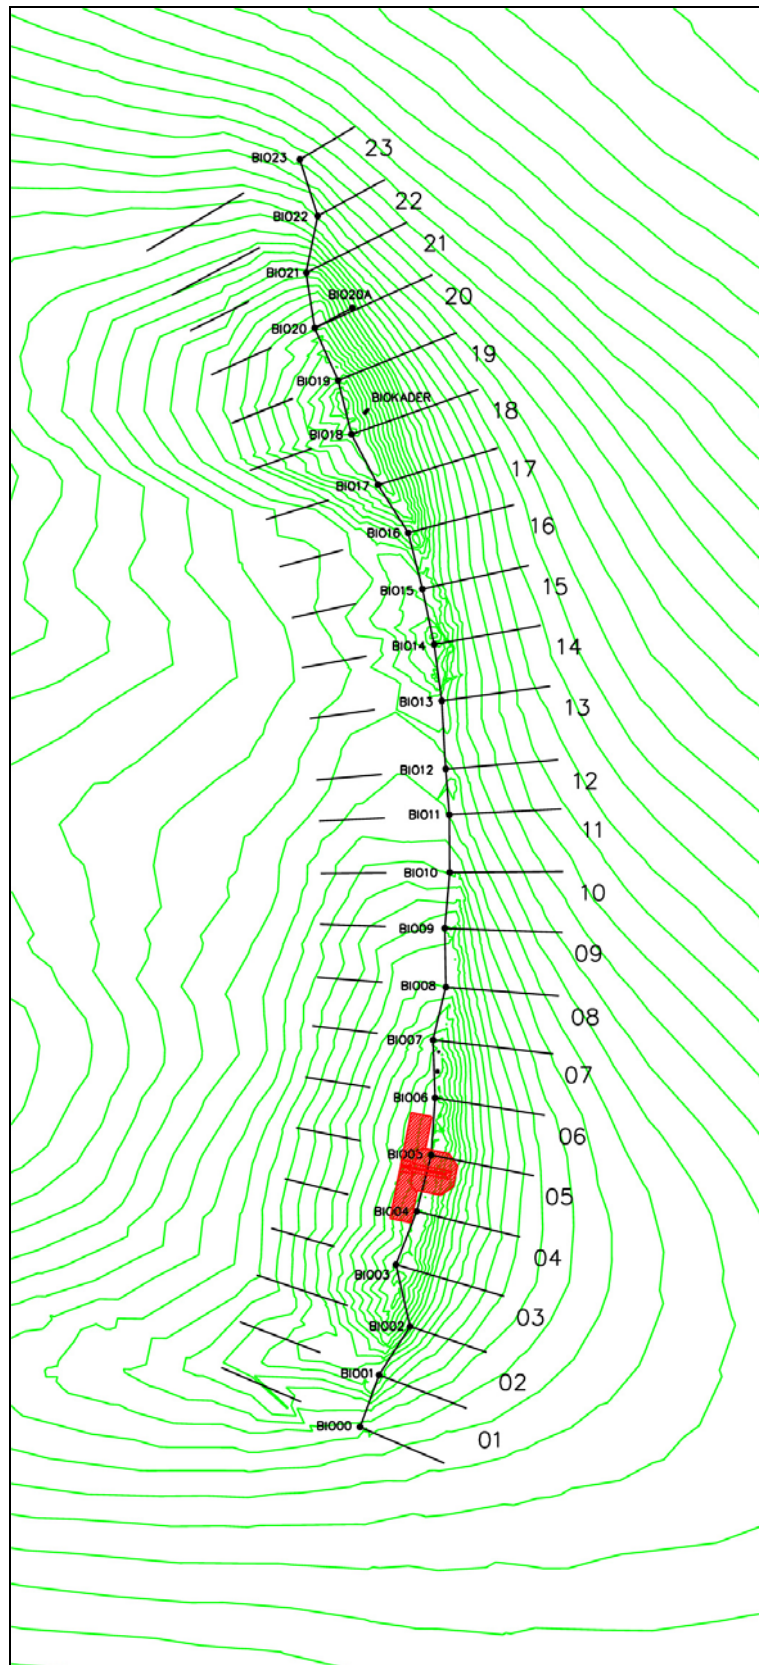 23
BIO23
22
BIO22
21
BIO21
BIO20A
20
BIO20
19
BIO19
BIOKADER
18
BIO18
17
BIO17
16
BIO16
15
BIO15
14
BIO14
13
BIO13
12
BIO12
11
BIO11
10
BIO10
09
BIO09
08
BIO08
07
BIO07
06
BIO06
05
BIO05
04
BIO04
03
BIO03
02
BIO02
BIO01
01
BIO00